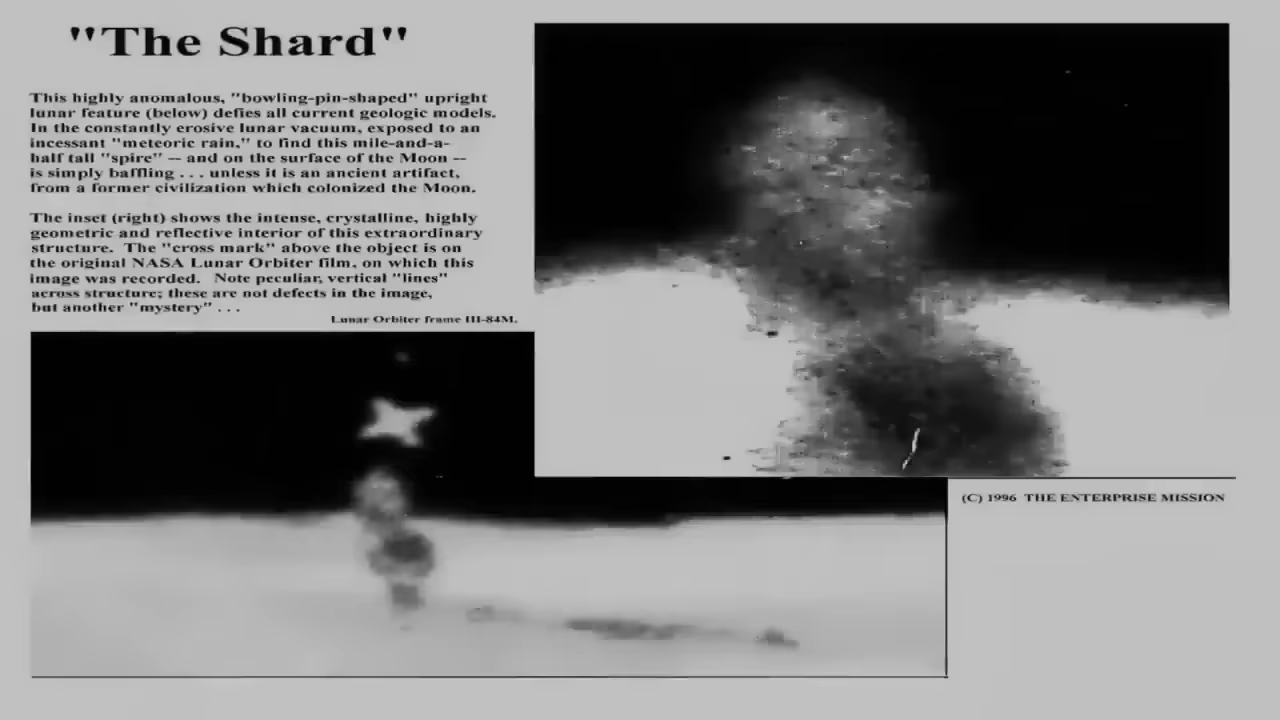 "The Shard"
This highly anomalous, "bowling-pin-shaped" upright
lunar feature (below) defies all current geologic models.
In the constantly erosive lunar vacuum, exposed to an
incessant "meteoric rain," to find this mile-and-a-
half tall "spire" -- and on the surface of the Moon --
is simply baffling . . . unless it is an ancient artifact,
from a former civilization which colonized the Moon.
The inset (right) shows the intense, crystalline, highly
geometric and reflective interior of this extraordinary
structure. The "cross mark" above the object is on
the original NASA Lunar Orbiter film, on which this
image was recorded. Note peculiar, vertical "lines"
across structure; these are not defects in the image,
but another "mystery" . . .
Lunar Orbiter frame III-84M.
(C) 1996 THE ENTERPRISE MISSION